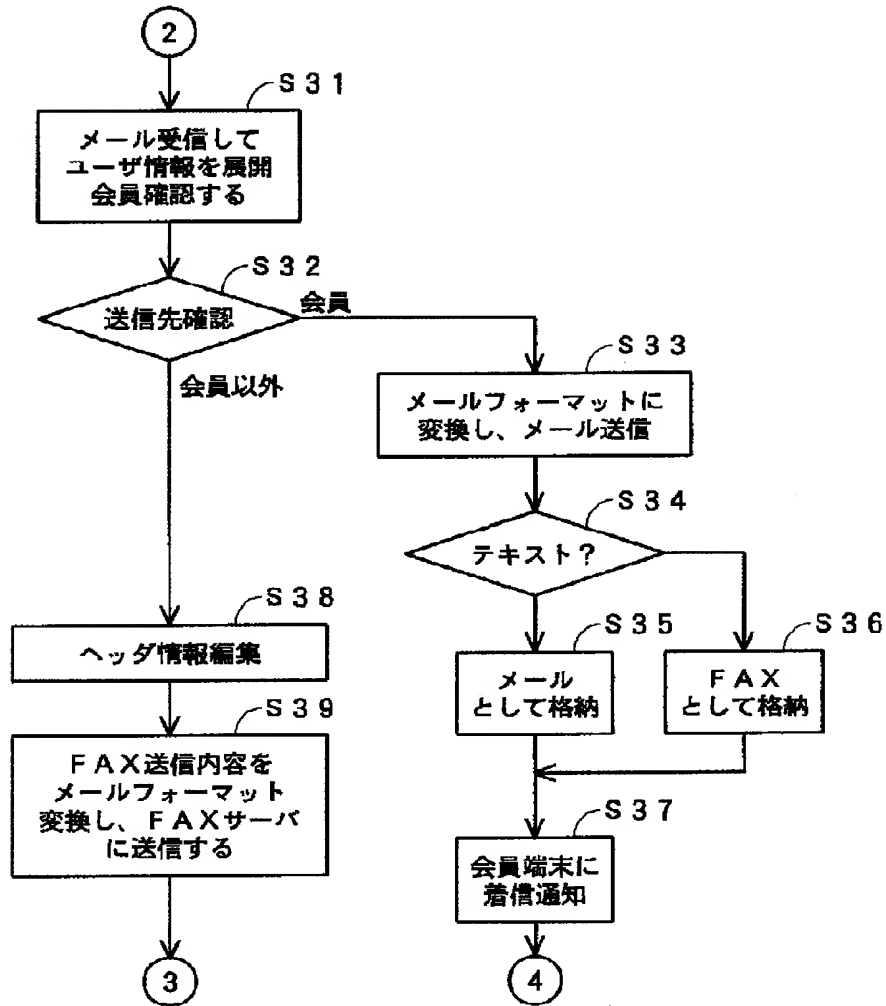 2
S31
メール受信して
ユーザ情報を展開
会員確認する
S32
送信先確認
会員
会員以外
S33
メールフォーマットに
変換し、メール送信
S34
テキスト?
S35
メール
として格納
S36
FAX
として格納
S38
ヘッダ情報編集
S39
FAX送信内容を
メールフォーマット
変換し、FAXサーバ
に送信する
S37
会員端末に
着信通知
3
4